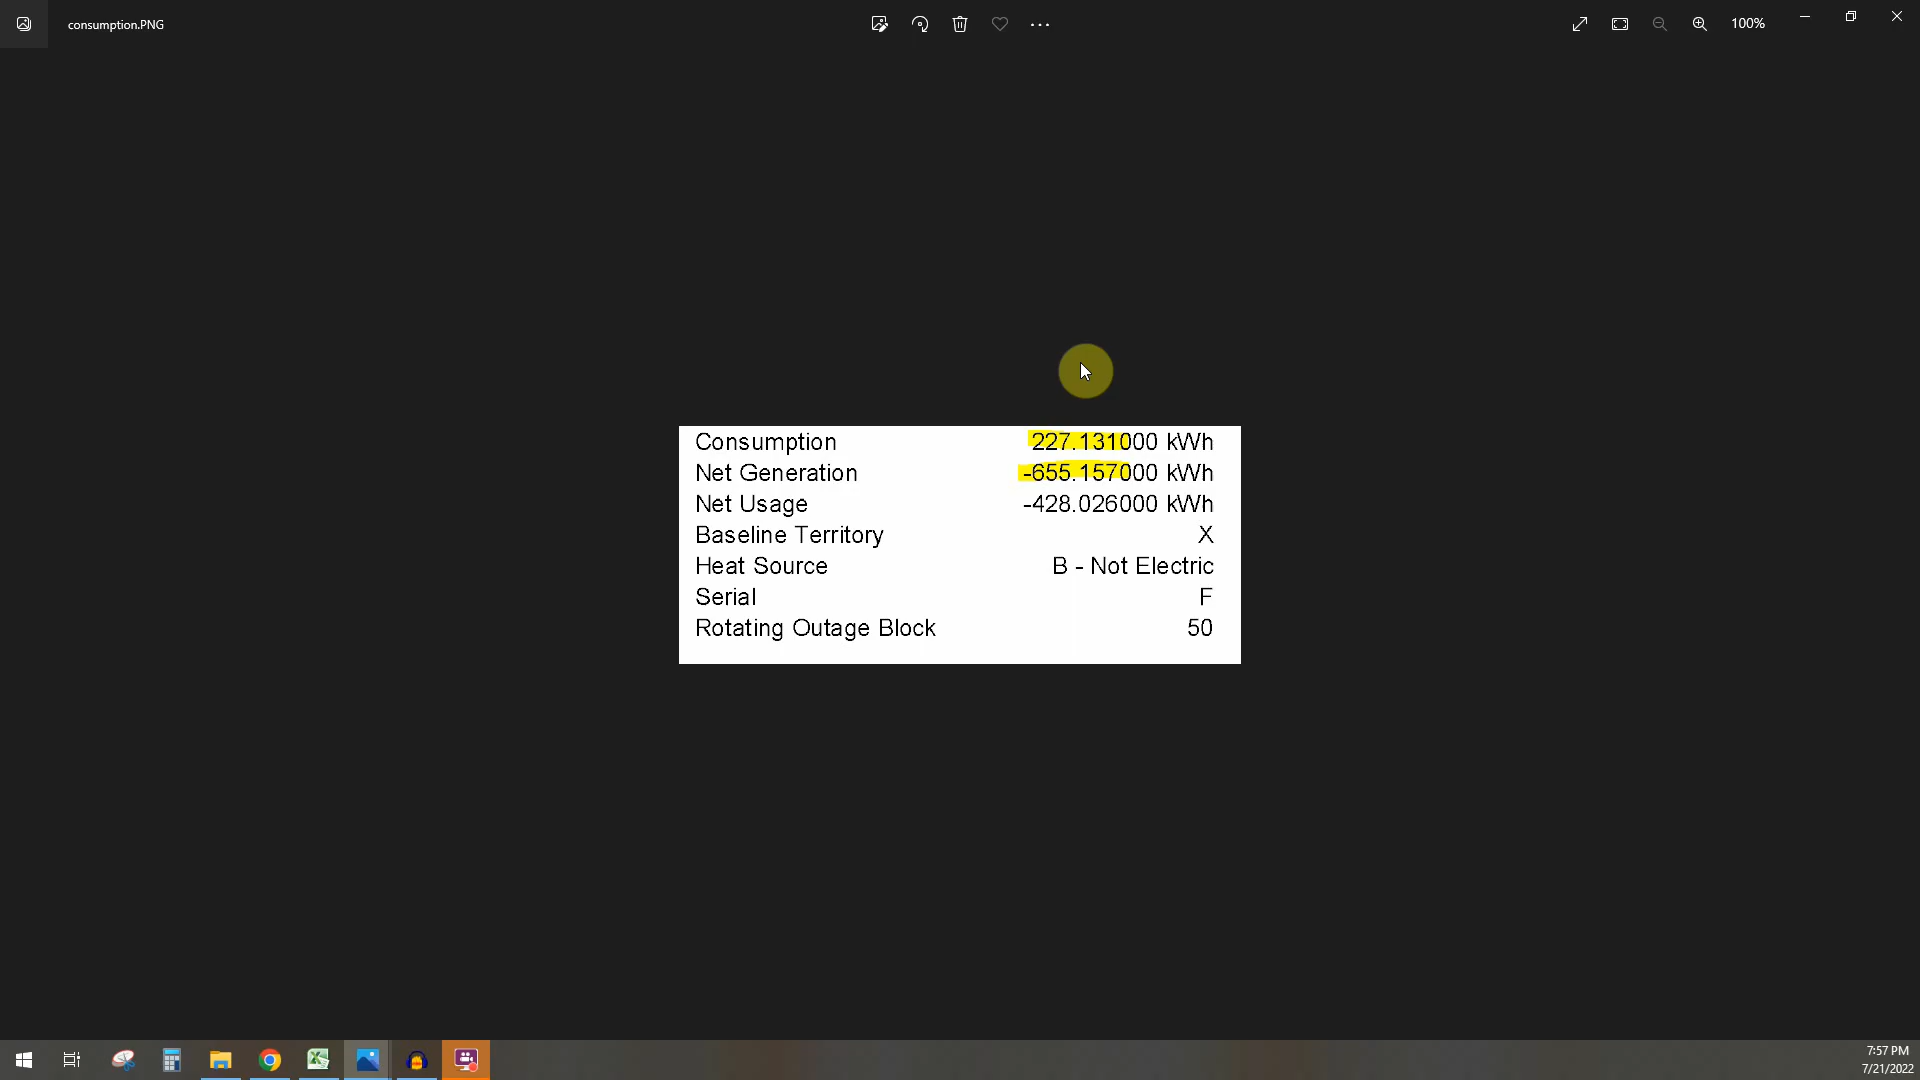 consumption.PNG
100%
Consumption 227.131000 kWh
Net Generation -655.157000 kWh
Net Usage -428.026000 kWh
Baseline Territory X
Heat Source B - Not Electric
Serial F
Rotating Outage Block 50
7:57 PM
7/21/2022